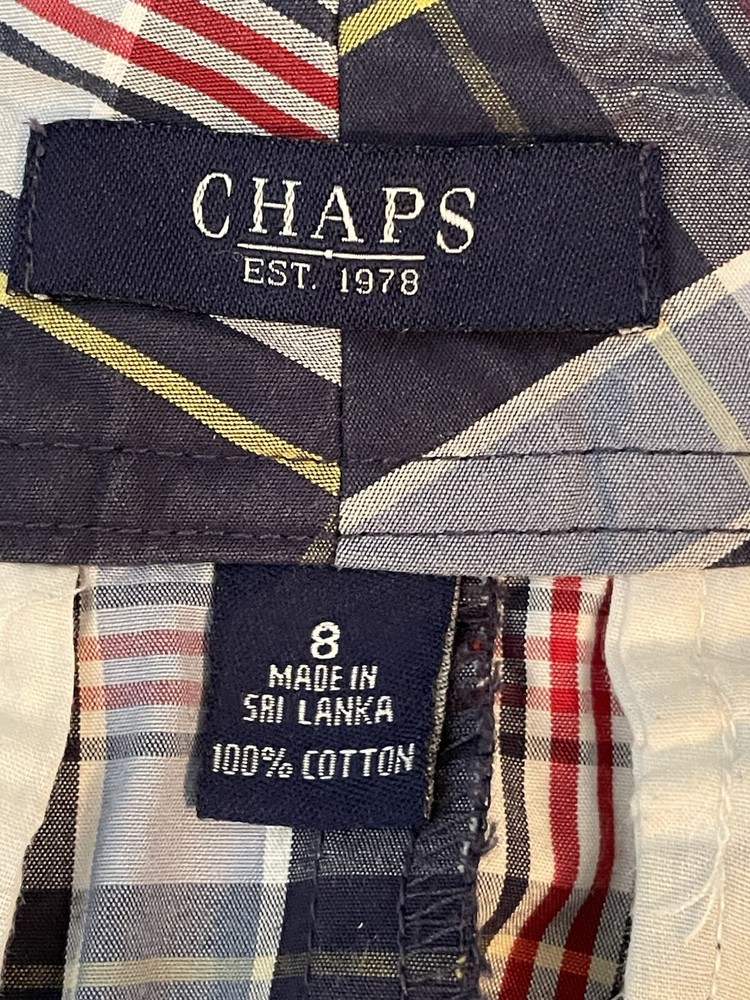 CHAPS
EST. 1978
8
MADE IN
SRI LANKA
100% COTTON